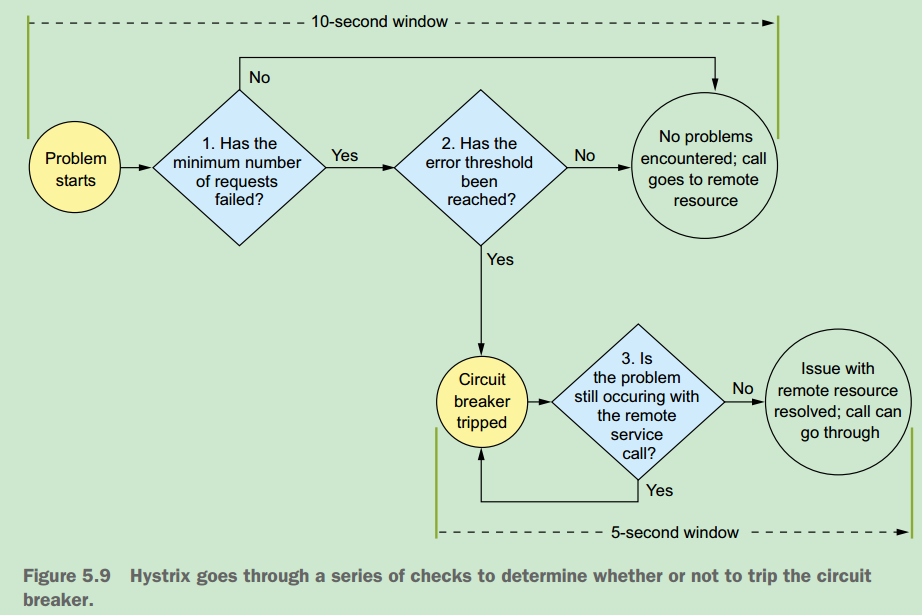 10-second window
No
Problem
starts
1. Has the
minimum number
of requests
failed?
Yes
2. Has the
error threshold
been
reached?
No
No problems
encountered; call
goes to remote
resource
Yes
Circuit
breaker
tripped
3. Is
the problem
still occuring with
the remote
service
call?
No
Issue with
remote resource
resolved; call can
go through
Yes
5-second window
Figure 5.9 Hystrix goes through a series of checks to determine whether or not to trip the circuit
breaker.